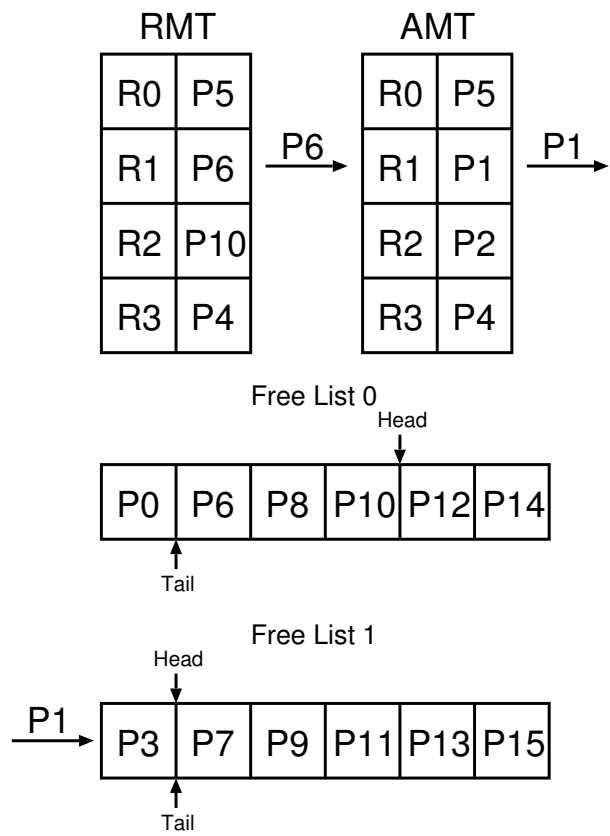 RMT AMT
R0 P5 R0 P5
R1 P6 P6 R1 P1 P1
R2 P10 R2 P2
R3 P4 R3 P4
Free List 0
Head
P0 P6 P8 P10 P12 P14
Tail
Free List 1
Head
P1 P3 P7 P9 P11 P13 P15
Tail